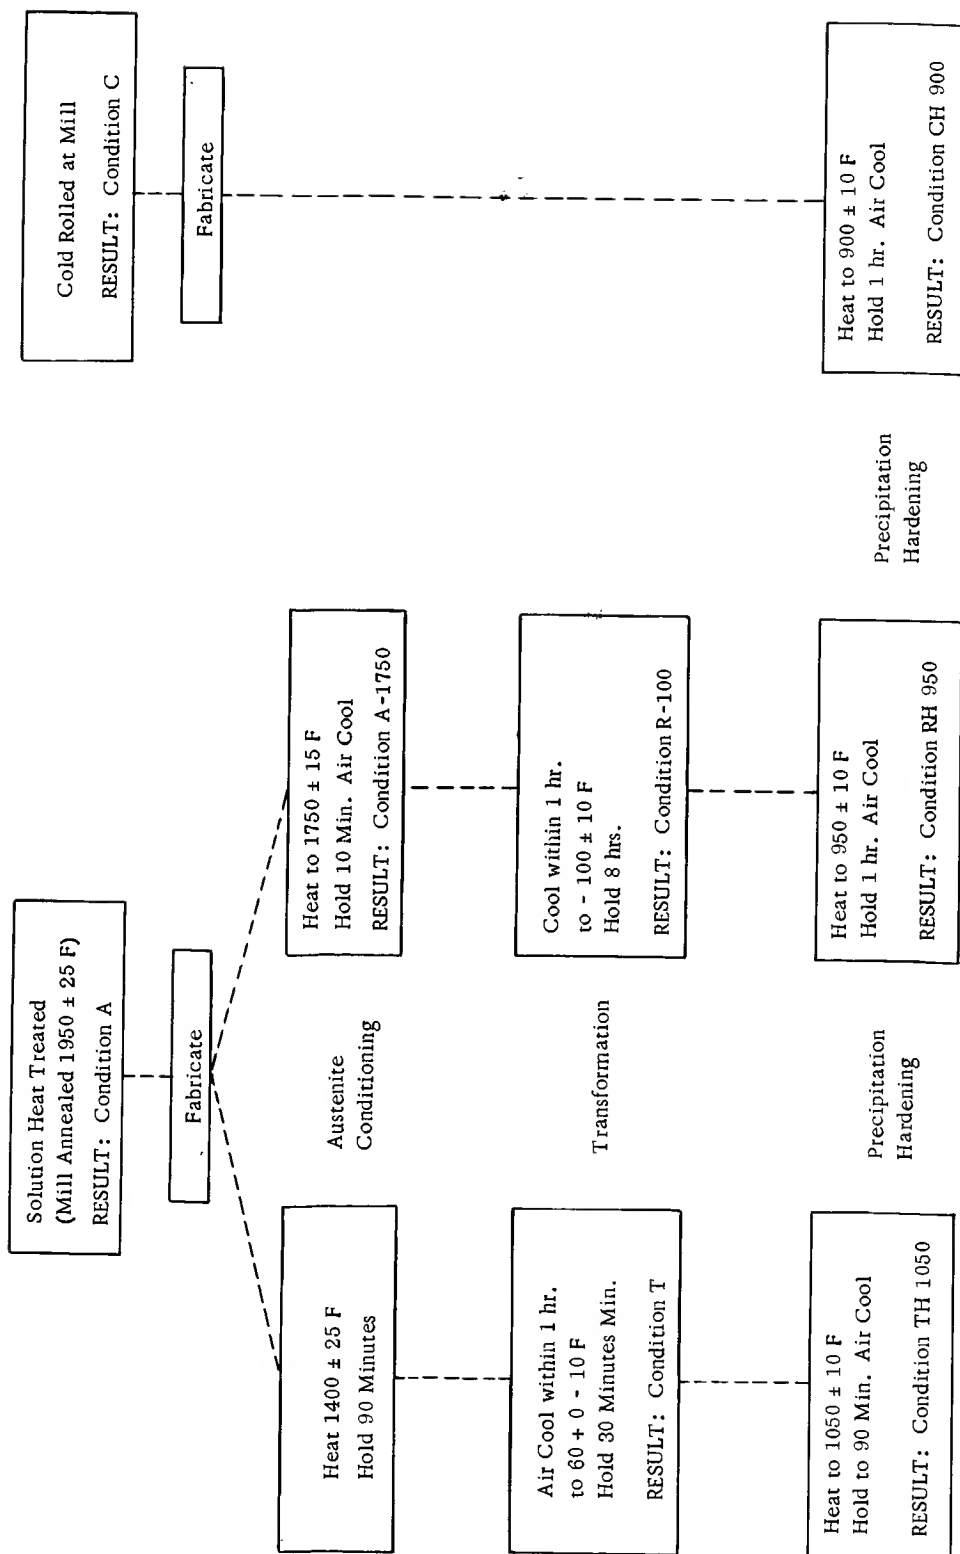 Solution Heat Treated
(Mill Annealed 1950 ± 25 F)
RESULT: Condition A
Fabricate
Cold Rolled at Mill
RESULT: Condition C
Fabricate
Heat 1400 ± 25 F
Hold 90 Minutes
Austenite
Conditioning
Heat to 1750 ± 15 F
Hold 10 Min. Air Cool
RESULT: Condition A-1750
Air Cool within 1 hr.
to 60 + 0 - 10 F
Hold 30 Minutes Min.
RESULT: Condition T
Transformation
Cool within 1 hr.
to - 100 ± 10 F
Hold 8 hrs.
RESULT: Condition R-100
Heat to 1050 ± 10 F
Hold to 90 Min. Air Cool
RESULT: Condition TH 1050
Precipitation
Hardening
Heat to 950 ± 10 F
Hold 1 hr. Air Cool
RESULT: Condition RH 950
Precipitation
Hardening
Heat to 900 ± 10 F
Hold 1 hr. Air Cool
RESULT: Condition CH 900